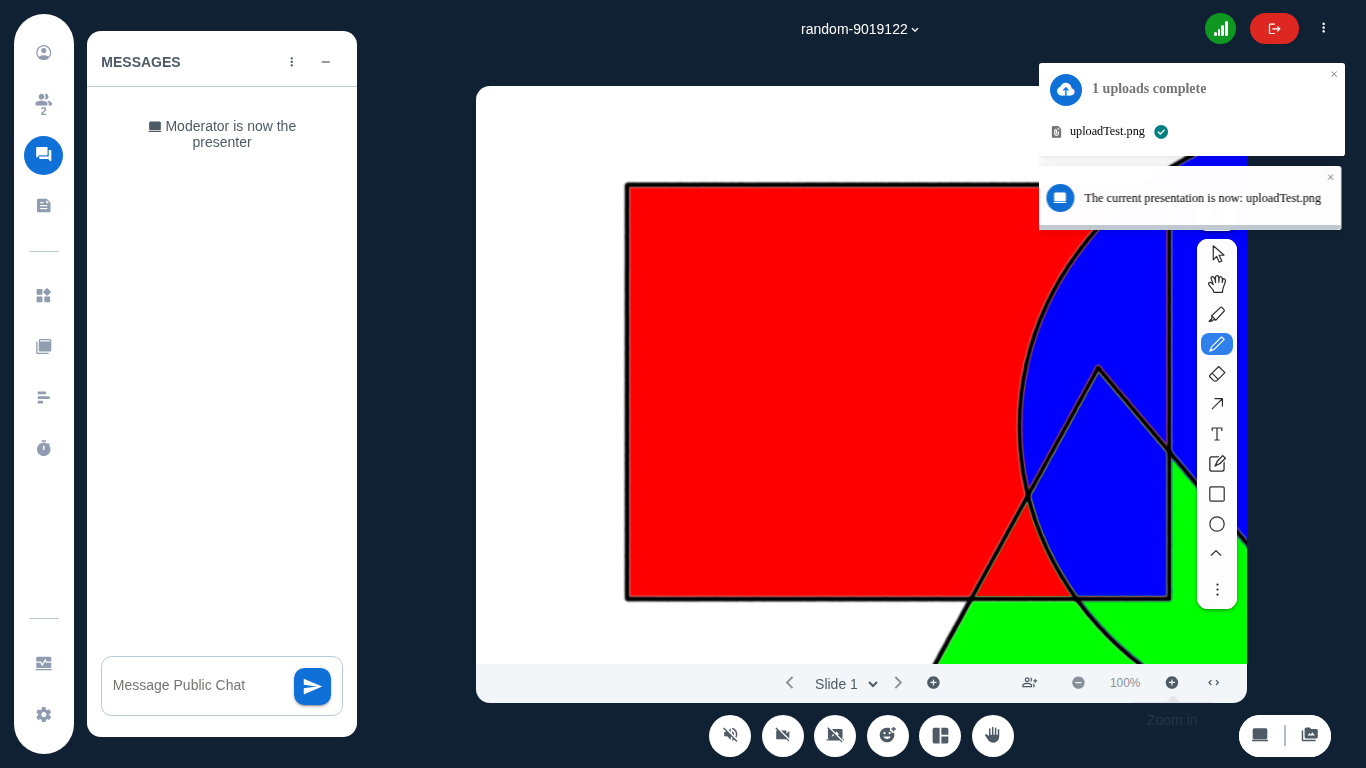 random-9019122
MESSAGES
2
Moderator is now the
presenter
1 uploads complete
uploadTest.png
The current presentation is now: uploadTest.png
Message Public Chat
Slide 1
100%
Zoom in